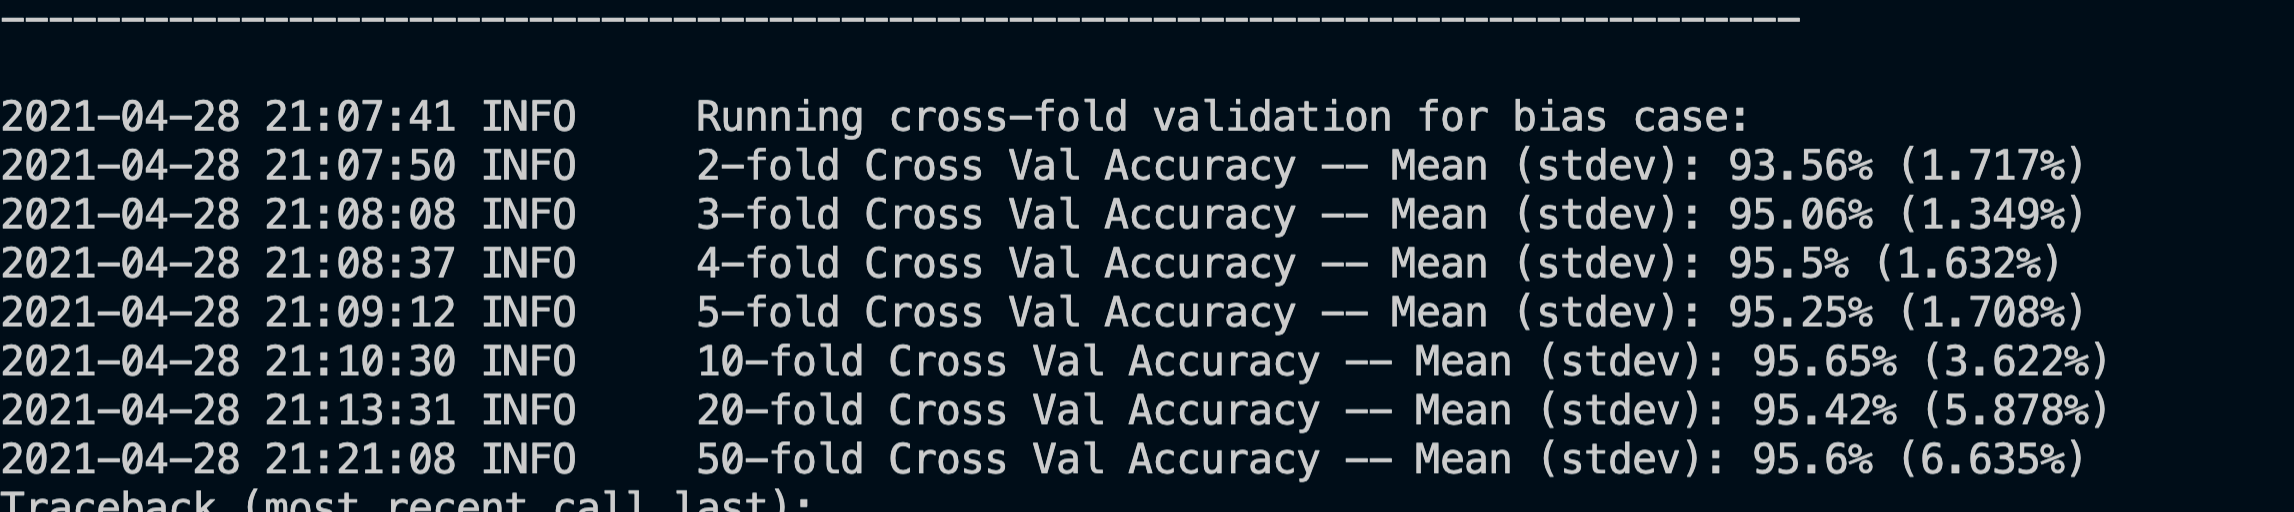 2021-04-28 21:07:41 INFO     Running cross-fold validation for bias case:
2021-04-28 21:07:50 INFO     2-fold Cross Val Accuracy -- Mean (stdev): 93.56% (1.717%)
2021-04-28 21:08:08 INFO     3-fold Cross Val Accuracy -- Mean (stdev): 95.06% (1.349%)
2021-04-28 21:08:37 INFO     4-fold Cross Val Accuracy -- Mean (stdev): 95.5% (1.632%)
2021-04-28 21:09:12 INFO     5-fold Cross Val Accuracy -- Mean (stdev): 95.25% (1.708%)
2021-04-28 21:10:30 INFO     10-fold Cross Val Accuracy -- Mean (stdev): 95.65% (3.622%)
2021-04-28 21:13:31 INFO     20-fold Cross Val Accuracy -- Mean (stdev): 95.42% (5.878%)
2021-04-28 21:21:08 INFO     50-fold Cross Val Accuracy -- Mean (stdev): 95.6% (6.635%)
Traceback (most recent call last):